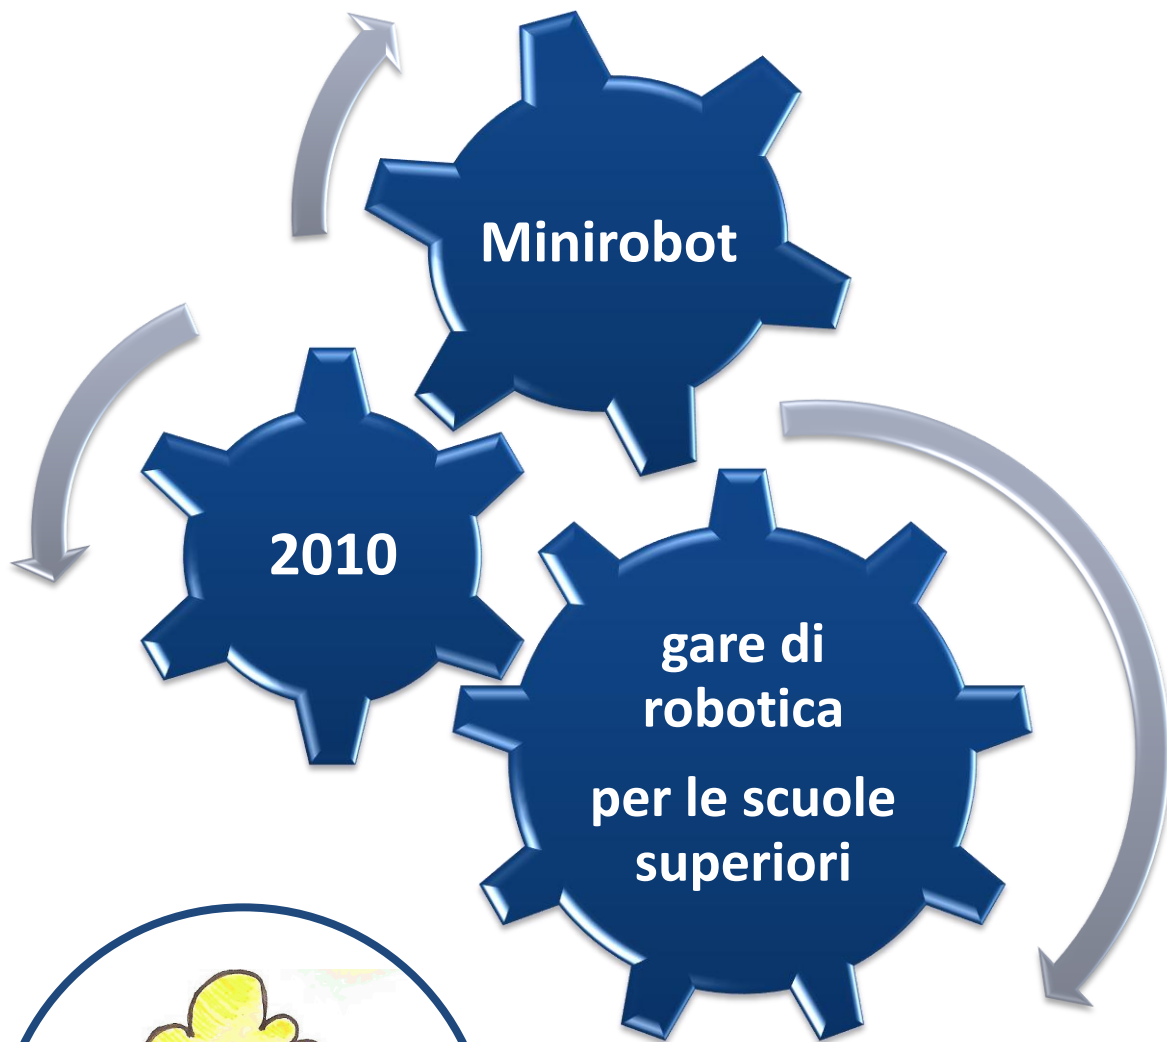 Minirobot
2010
gare di
robotica
per le scuole
superiori